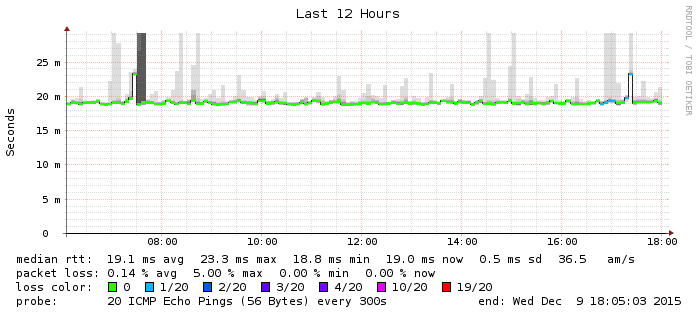 Last 12 Hours
RRDTOOL / TOBI OETIKER
Seconds
25 m
20 m
15 m
10 m
5 m
0
08:00 10:00 12:00 14:00 16:00 18:00
median rtt: 19.1 ms avg 23.3 ms max 18.8 ms min 19.0 ms now 0.5 ms sd 36.5 am/s
packet loss: 0.14 % avg 5.00 % max 0.00 % min 0.00 % now
loss color: 0 1/20 2/20 3/20 4/20 10/20 19/20
probe: 20 ICMP Echo Pings (56 Bytes) every 300s end: Wed Dec 9 18:05:03 2015